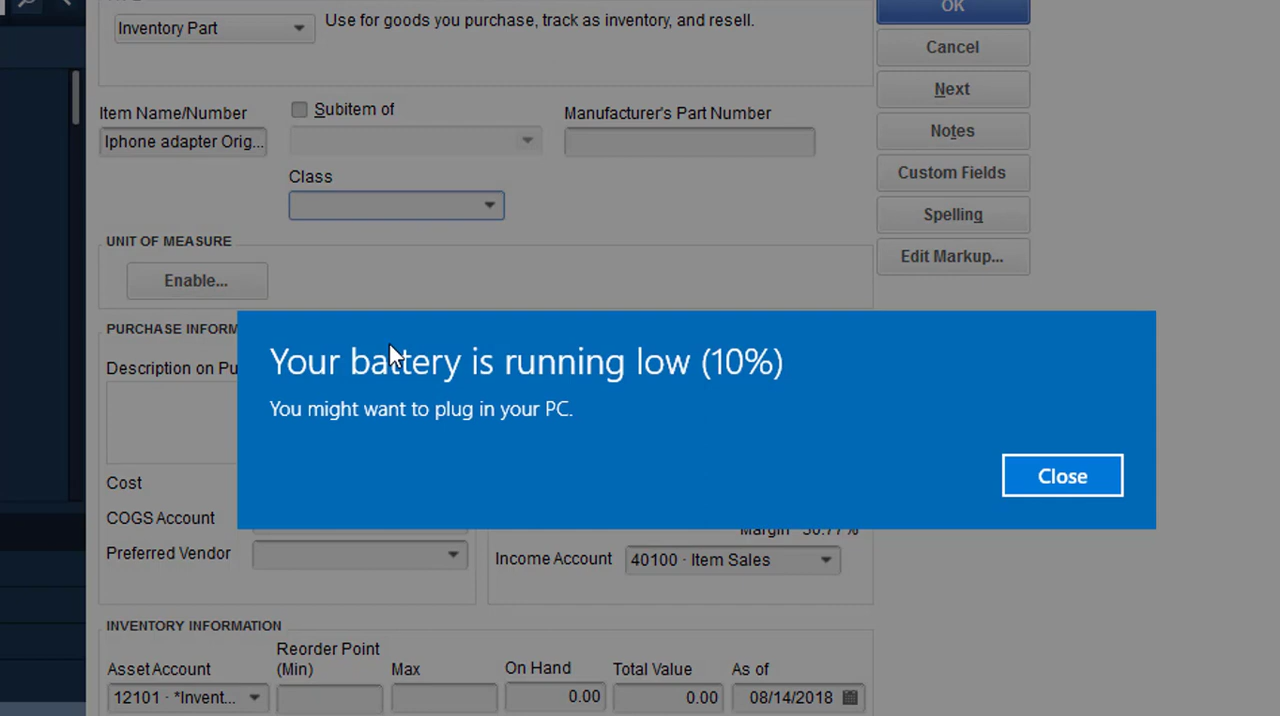 OK
Inventory Part
Use for goods you purchase, track as inventory, and resell.
Cancel
Next
Item Name/Number
Subitem of
Manufacturer's Part Number
Notes
Iphone adapter Orig...
Class
Custom Fields
Spelling
UNIT OF MEASURE
Edit Markup...
Enable...
PURCHASE INFORM
Your battery is running low (10%)
Description on Pu
You might want to plug in your PC.
Close
Cost
COGS Account
Margin
Preferred Vendor
Income Account
40100 · Item Sales
INVENTORY INFORMATION
Asset Account
Reorder Point
(Min)
Max
On Hand
Total Value
As of
12101 · *Invent...
0.00
0.00
08/14/2018